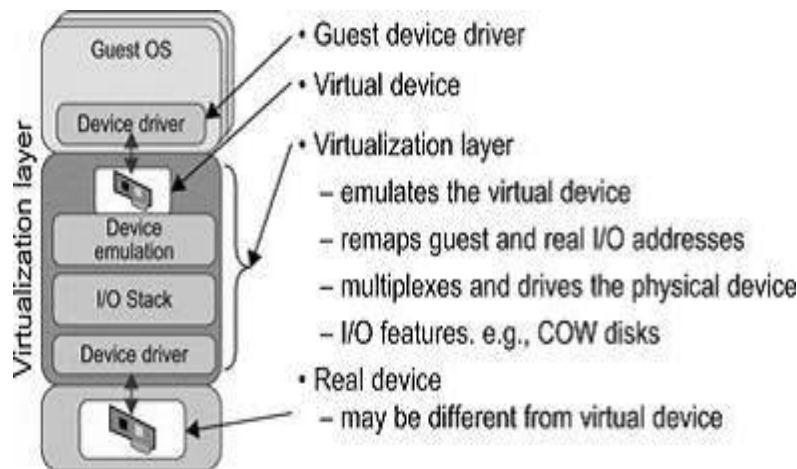 Guest OS
Device driver
Virtualization layer
Device
emulation
I/O Stack
Device driver
• Guest device driver
• Virtual device
• Virtualization layer
– emulates the virtual device
– remaps guest and real I/O addresses
– multiplexes and drives the physical device
– I/O features. e.g., COW disks
• Real device
– may be different from virtual device